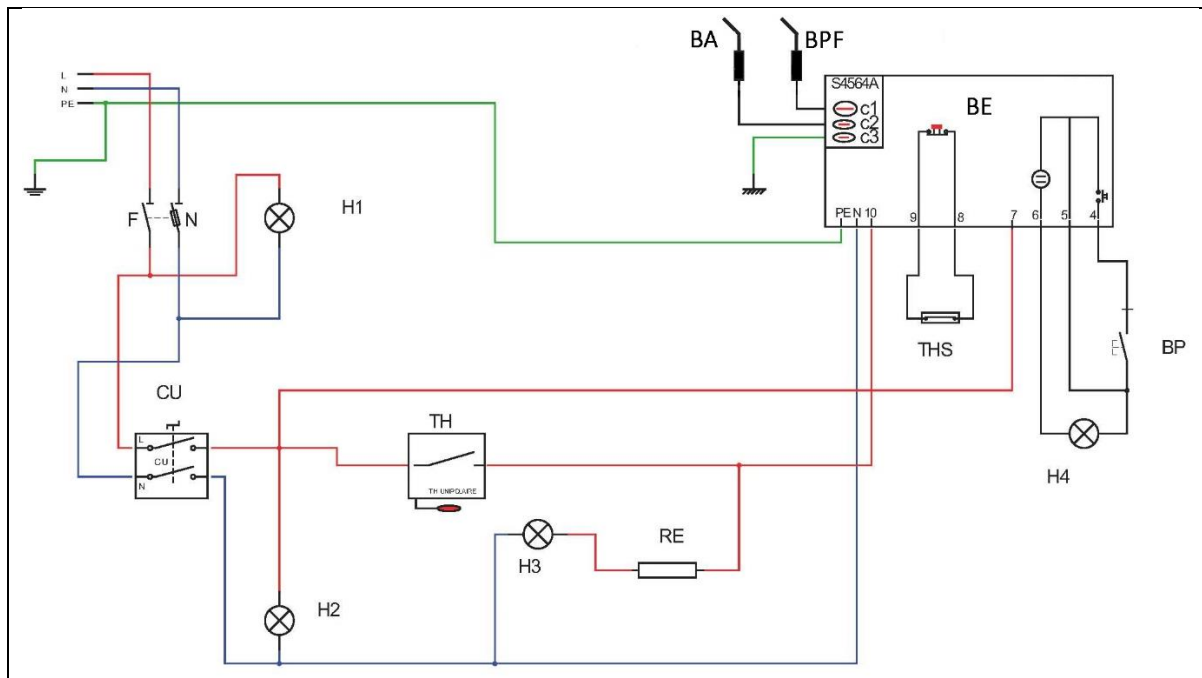 BA BPF
L
N
PE
S4564A
c1
c2
c3
BE
F N
H1
PE N 10 9 8 7 6 5 4
THS
BP
CU
L
CU
N
TH
TH UNIPOLAIRE
H4
RE
H3
H2